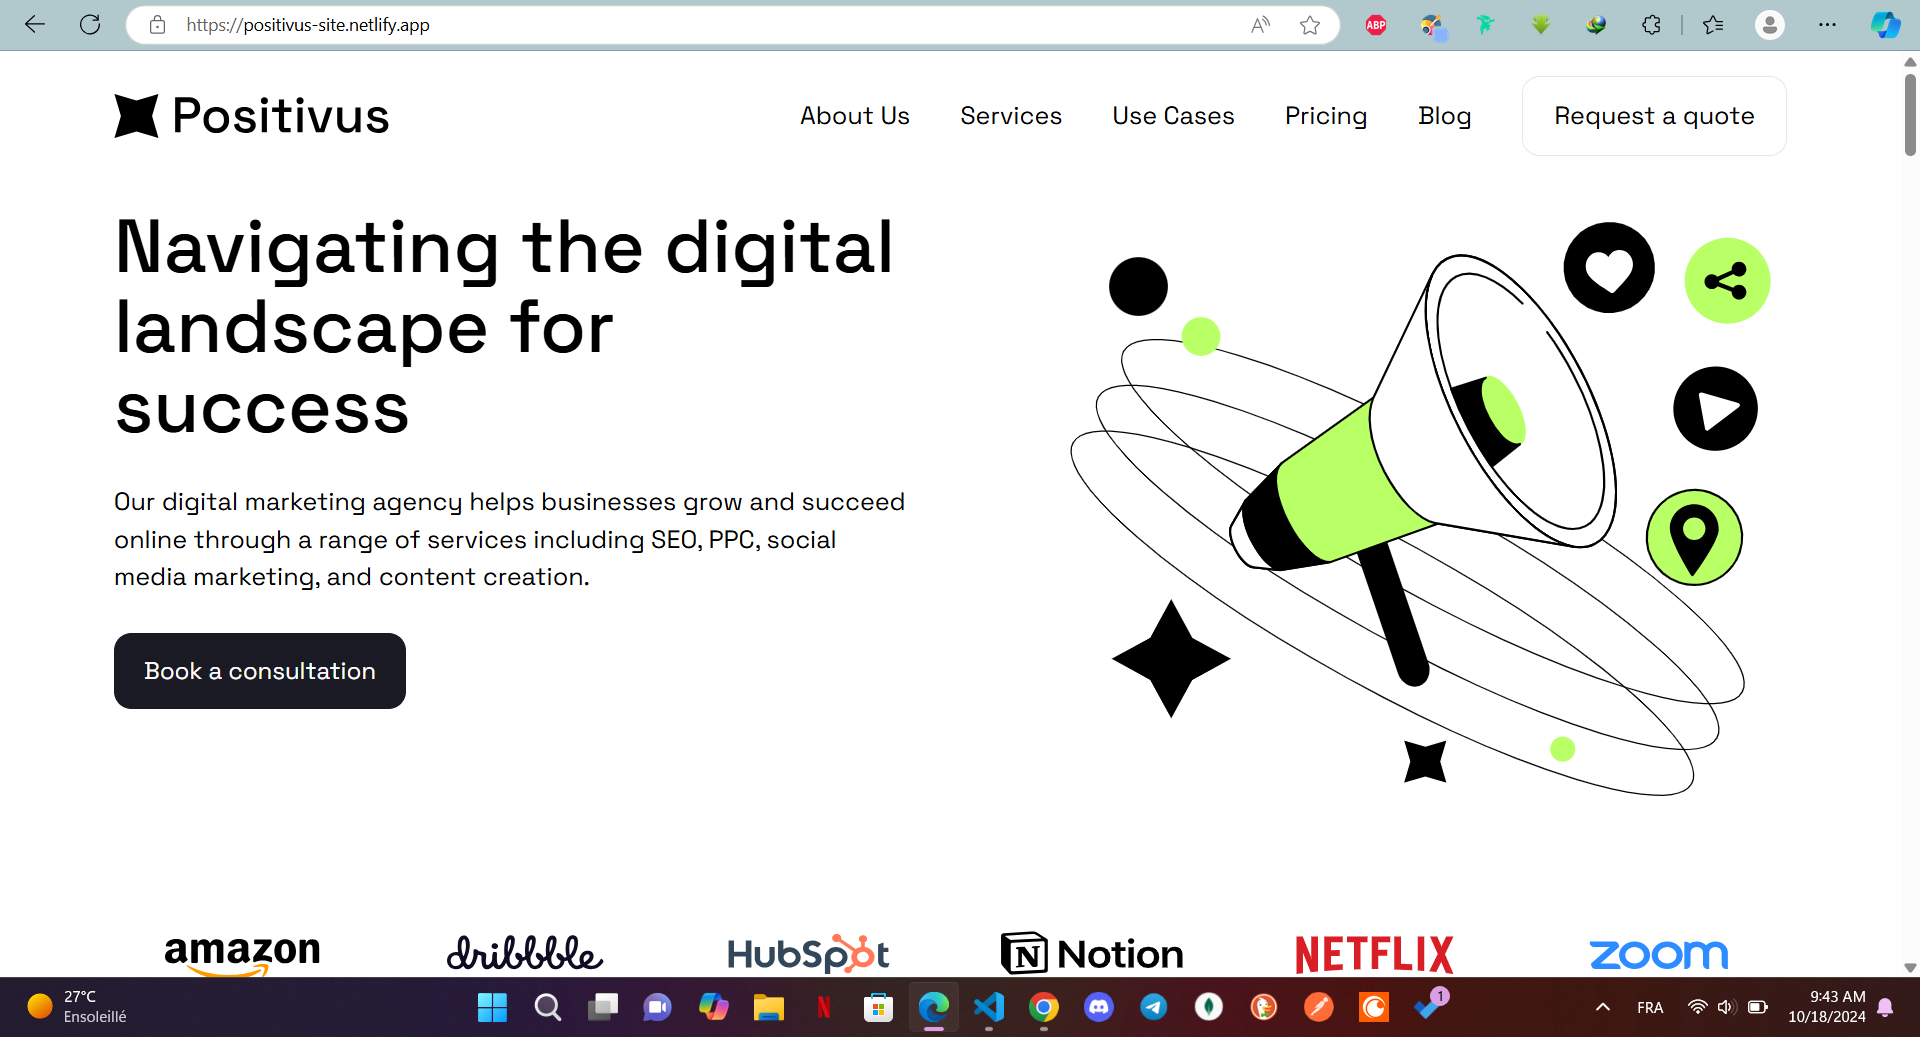 https://positivus-site.netlify.app
ABP
Positivus
About Us
Services
Use Cases
Pricing
Blog
Request a quote
Navigating the digital
landscape for
success
Our digital marketing agency helps businesses grow and succeed
online through a range of services including SEO, PPC, social
media marketing, and content creation.
Book a consultation
amazon
dribbble
HubSpot
N Notion
NETFLIX
zoom
27°C
Ensoleillé
N
1
FRA
9:43 AM
10/18/2024